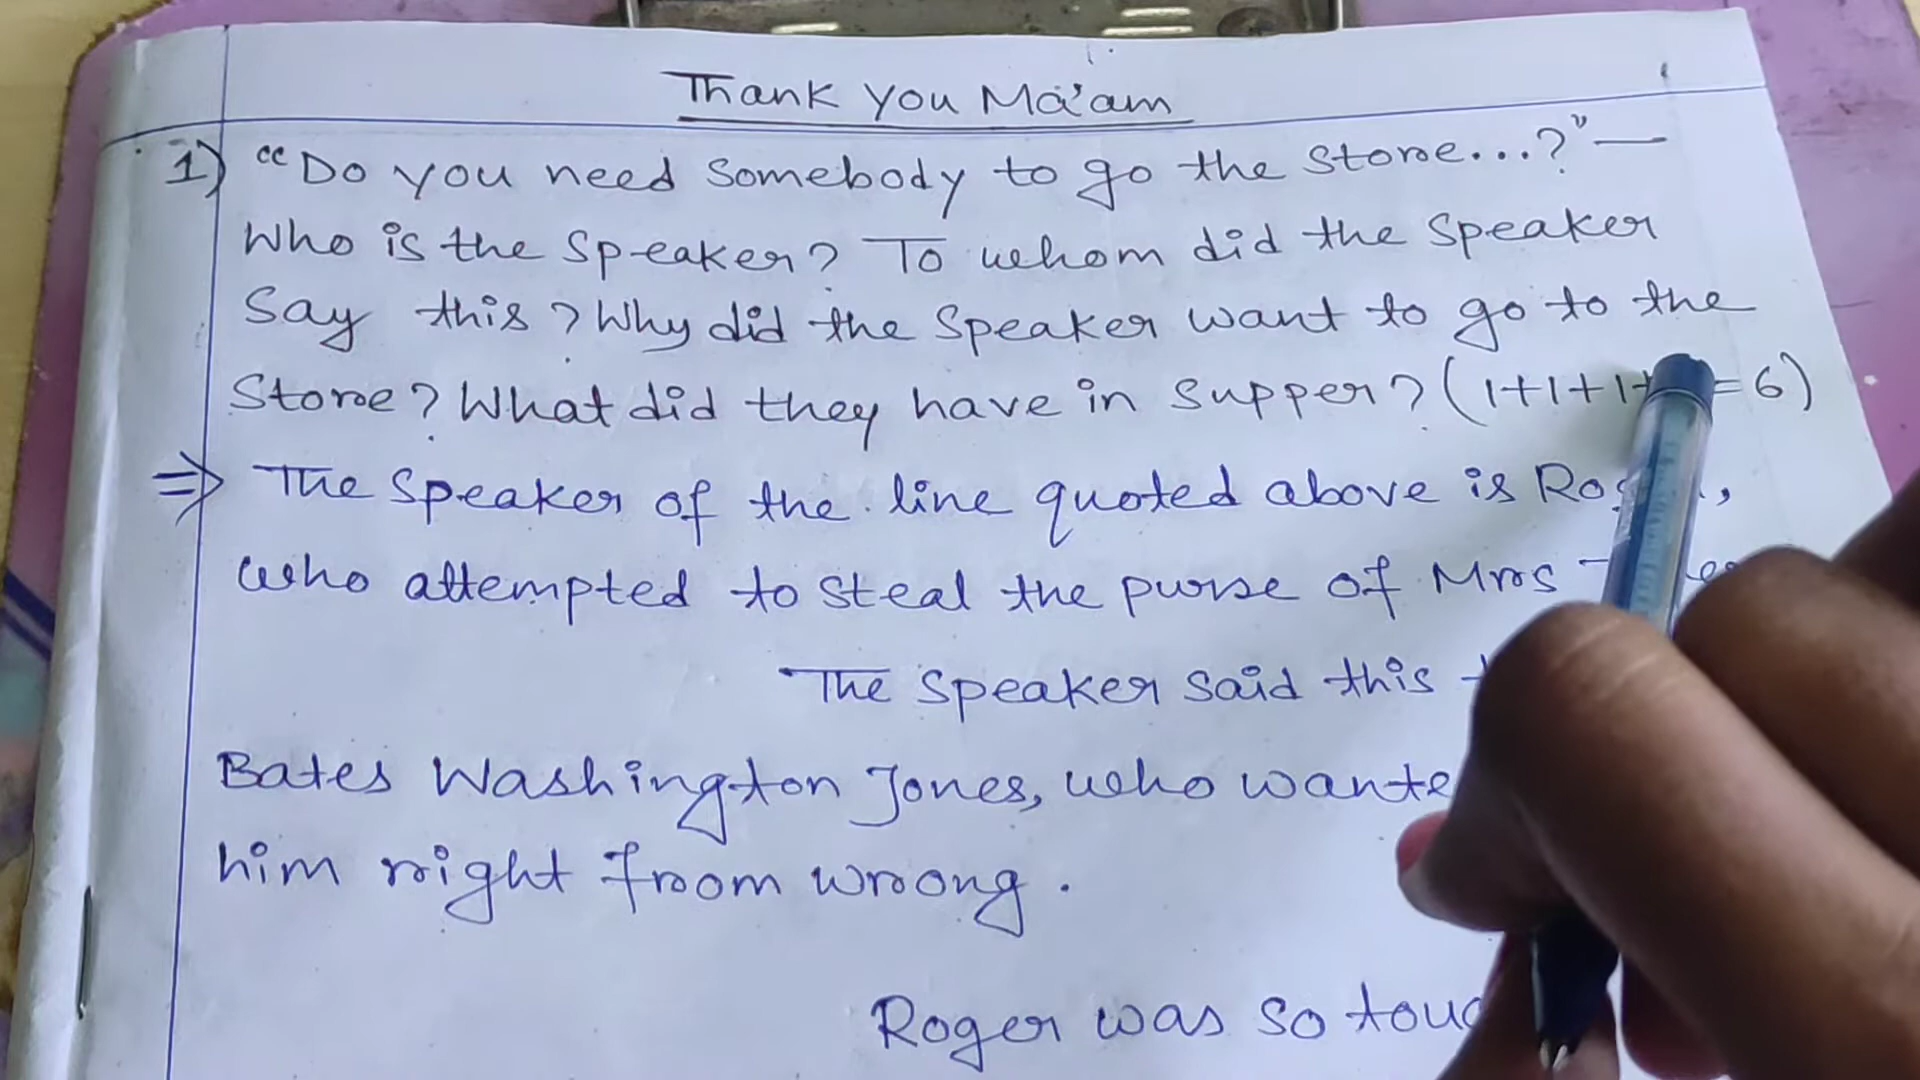 Thank you Ma'am
1) "Do you need somebody to go the store...?" —
Who is the speaker? To whom did the speaker
say this? Why did the speaker want to go to the
store? What did they have in supper? (1+1+1+ =6)
⇒ The speaker of the line quoted above is
who attempted to steal the purse of Mrs
The speaker said this
Bates Washington Jones, who
him right from wrong.
Roger was so